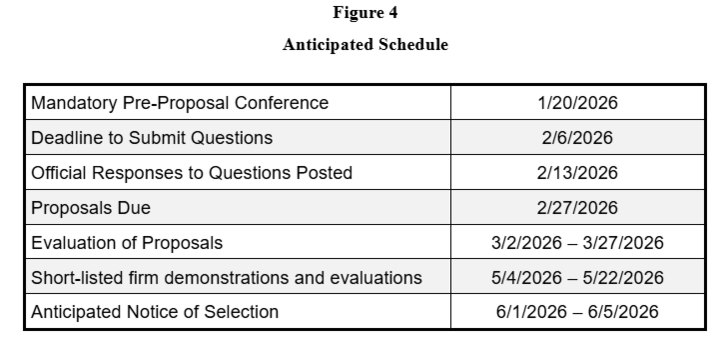 Figure 4
Anticipated Schedule
Mandatory Pre-Proposal Conference 1/20/2026
Deadline to Submit Questions 2/6/2026
Official Responses to Questions Posted 2/13/2026
Proposals Due 2/27/2026
Evaluation of Proposals 3/2/2026 – 3/27/2026
Short-listed firm demonstrations and evaluations 5/4/2026 – 5/22/2026
Anticipated Notice of Selection 6/1/2026 – 6/5/2026